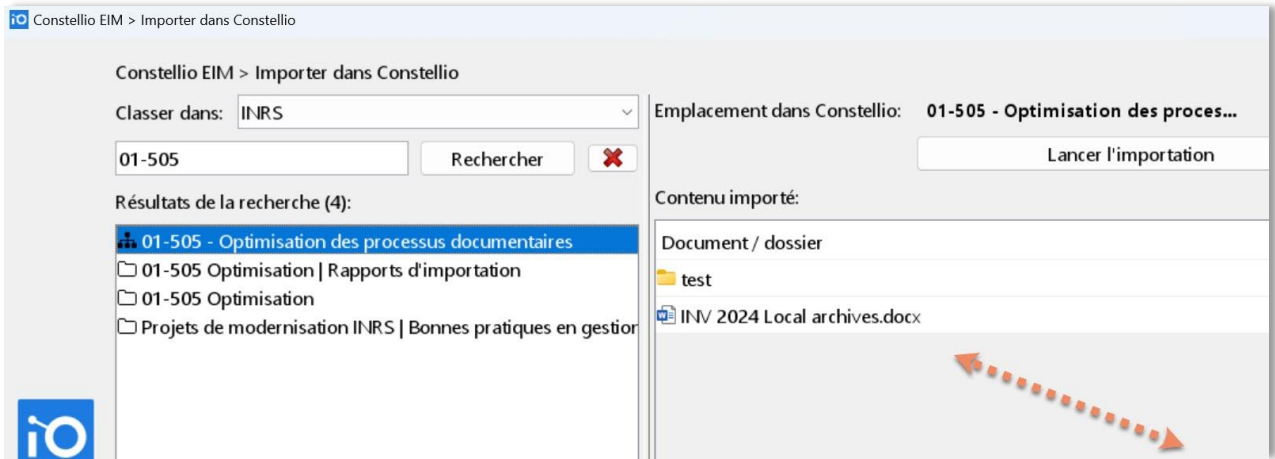 Constellio EIM > Importer dans Constellio
Constellio EIM > Importer dans Constellio
Classer dans: INRS
01-505 Rechercher
Résultats de la recherche (4):
01-505 - Optimisation des processus documentaires
01-505 Optimisation | Rapports d'importation
01-505 Optimisation
Projets de modernisation INRS | Bonnes pratiques en gestion
Emplacement dans Constellio: 01-505 - Optimisation des proces...
Lancer l'importation
Contenu importé:
Document / dossier
test
INV 2024 Local archives.docx